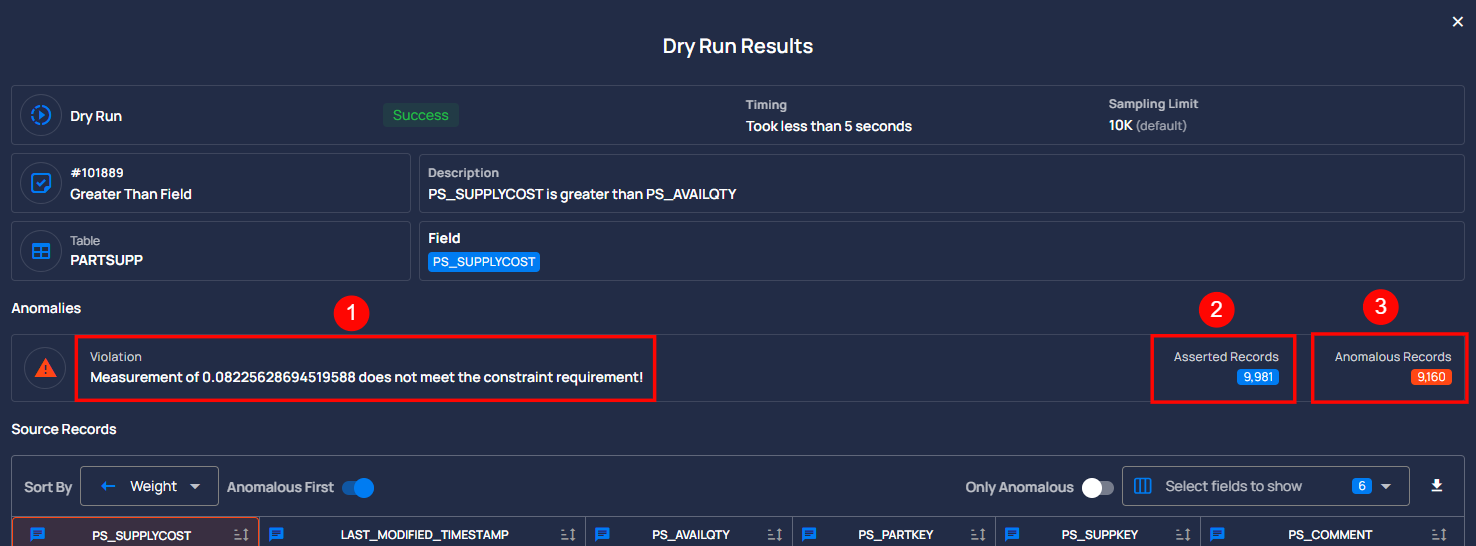 Dry Run Results
Dry Run
Success
Timing
Took less than 5 seconds
Sampling Limit
10K (default)
#101889
Greater Than Field
Description
PS_SUPPLYCOST is greater than PS_AVAILQTY
Table
PARTSUPP
Field
PS_SUPPLYCOST
Anomalies
1
2
3
Violation
Measurement of 0.08225628694519588 does not meet the constraint requirement!
Asserted Records
9,981
Anomalous Records
9,160
Source Records
Sort By Weight Anomalous First Only Anomalous Select fields to show 6
PS_SUPPLYCOST LAST_MODIFIED_TIMESTAMP PS_AVAILQTY PS_PARTKEY PS_SUPPKEY PS_COMMENT